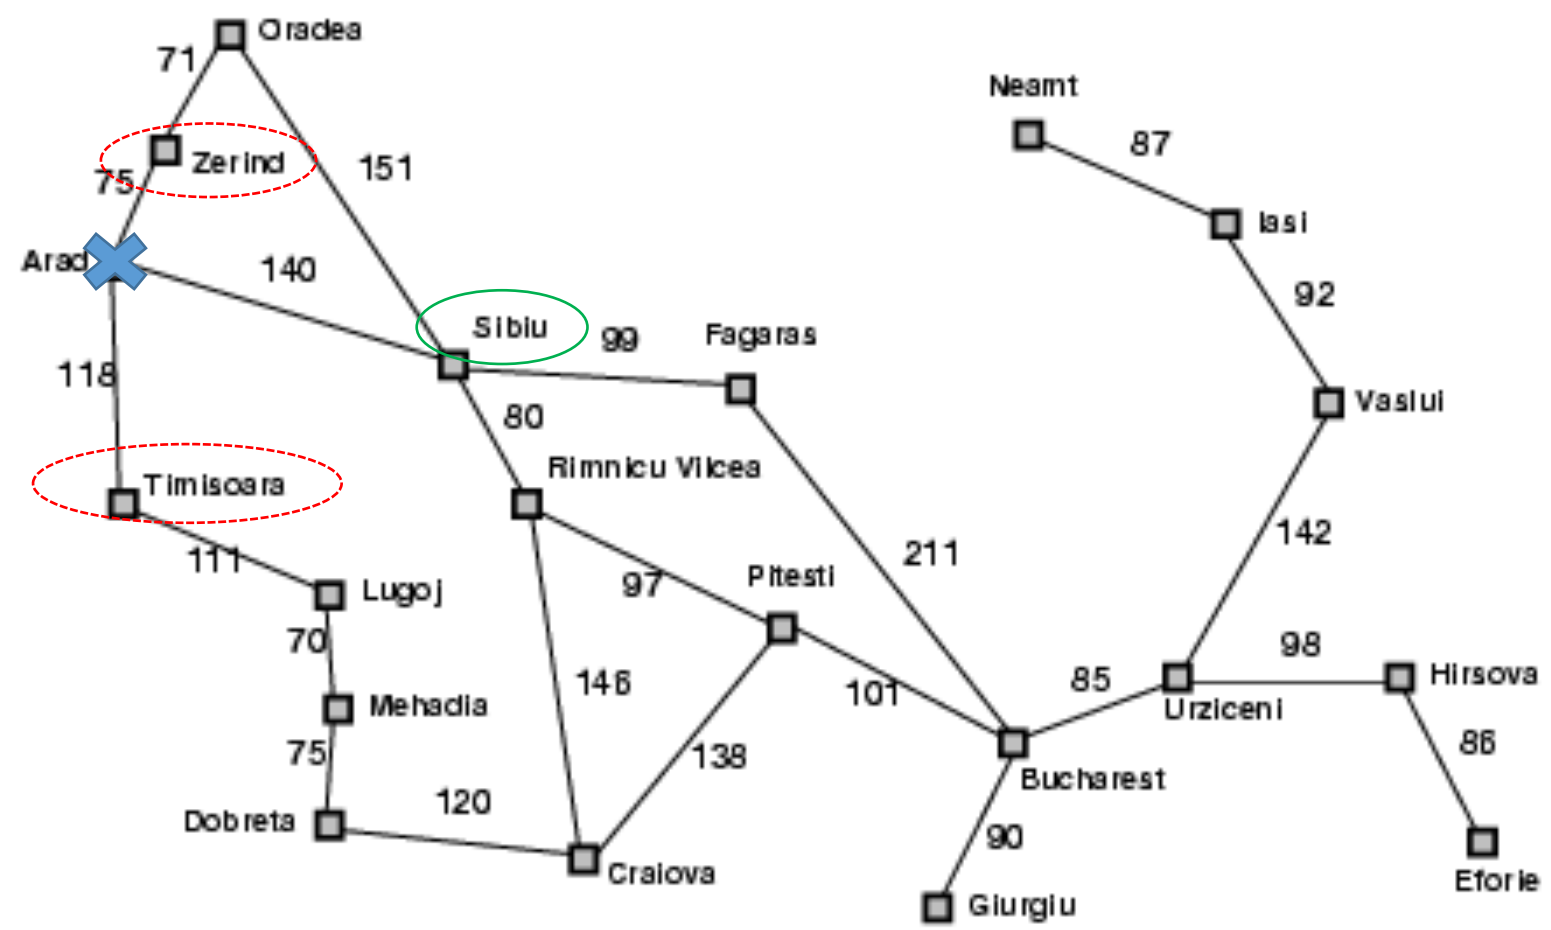 Oradea
71
Neamt
87
Zerind
151
75
Iasi
Arad
140
92
Sibiu
99
Fagaras
118
80
Vaslui
Rimnicu Vilcea
Timisoara
142
111
211
Pitesti
97
Lugoj
70
98
Hirsova
146
101
85
Urziceni
Mehadia
138
86
75
Bucharest
120
Dobreta
90
Craiova
Eforie
Giurgiu